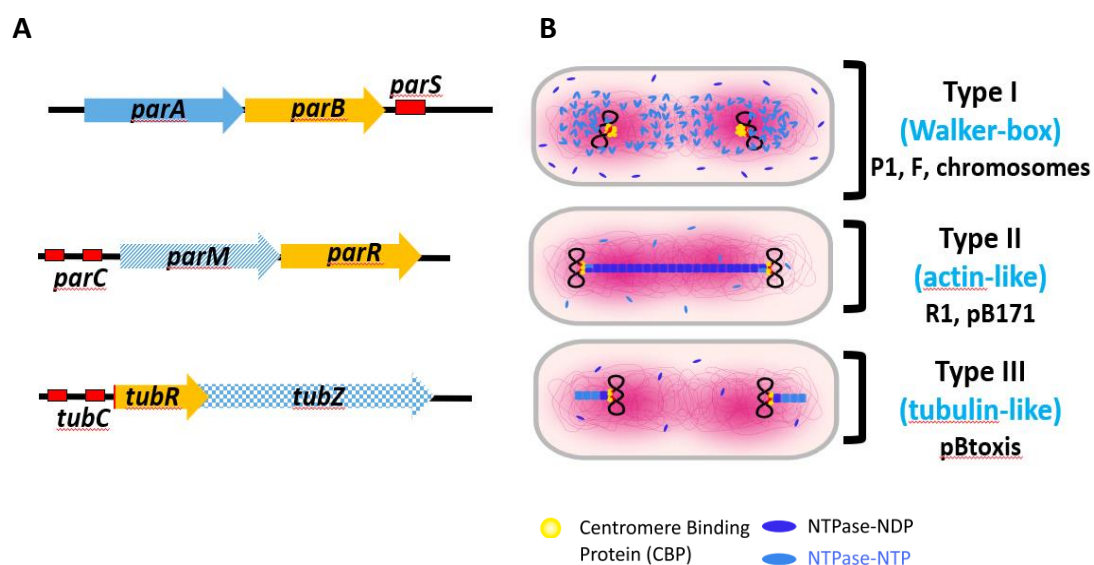 A
parA
parB
parS
parC
parM
parR
tubC
tubR
tubZ
B
Type I
(Walker-box)
P1, F, chromosomes
Type II
(actin-like)
R1, pB171
Type III
(tubulin-like)
pBtoxis
Centromere Binding
Protein (CBP)
NTPase-NDP
NTPase-NTP